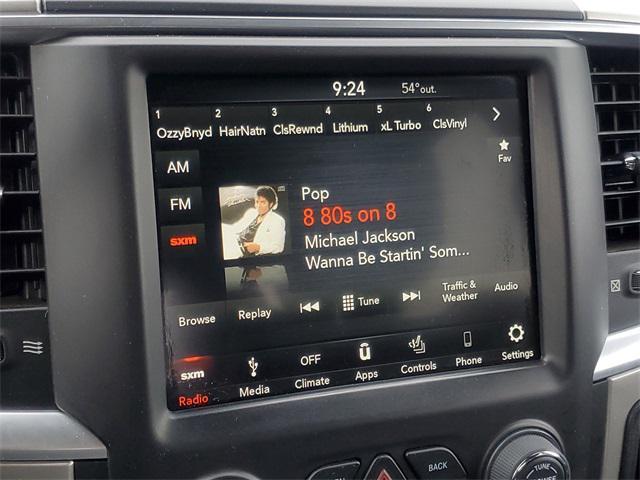 9:24 54°out.
1 2 3 4 5 6
OzzyBnyd HairNatn ClsRewnd Lithium xL Turbo ClsVinyl
AM
Fav
FM
Pop
sxm
8 80s on 8
Michael Jackson
Wanna Be Startin' Som...
Browse Replay Tune Traffic & Weather Audio
sxm OFF
Radio Media Climate Apps Controls Phone Settings
BACK
TUNE